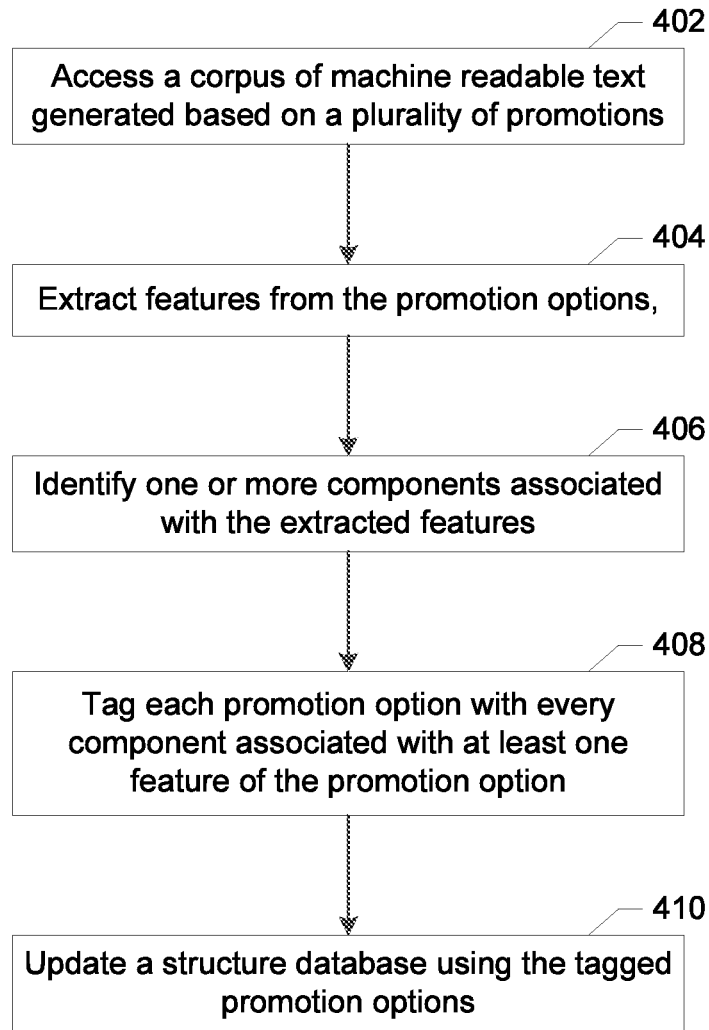 402
Access a corpus of machine readable text
generated based on a plurality of promotions
404
Extract features from the promotion options,
406
Identify one or more components associated
with the extracted features
408
Tag each promotion option with every
component associated with at least one
feature of the promotion option
410
Update a structure database using the tagged
promotion options